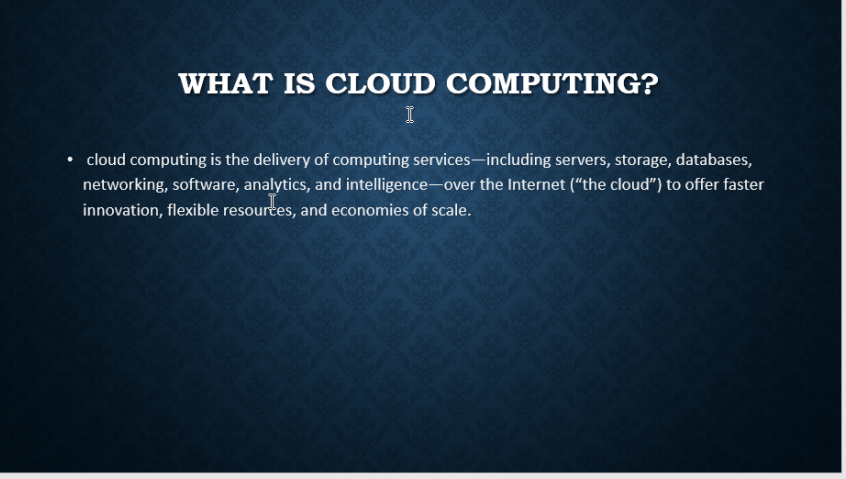 WHAT IS CLOUD COMPUTING?
• cloud computing is the delivery of computing services—including servers, storage, databases,
networking, software, analytics, and intelligence—over the Internet (“the cloud”) to offer faster
innovation, flexible resources, and economies of scale.